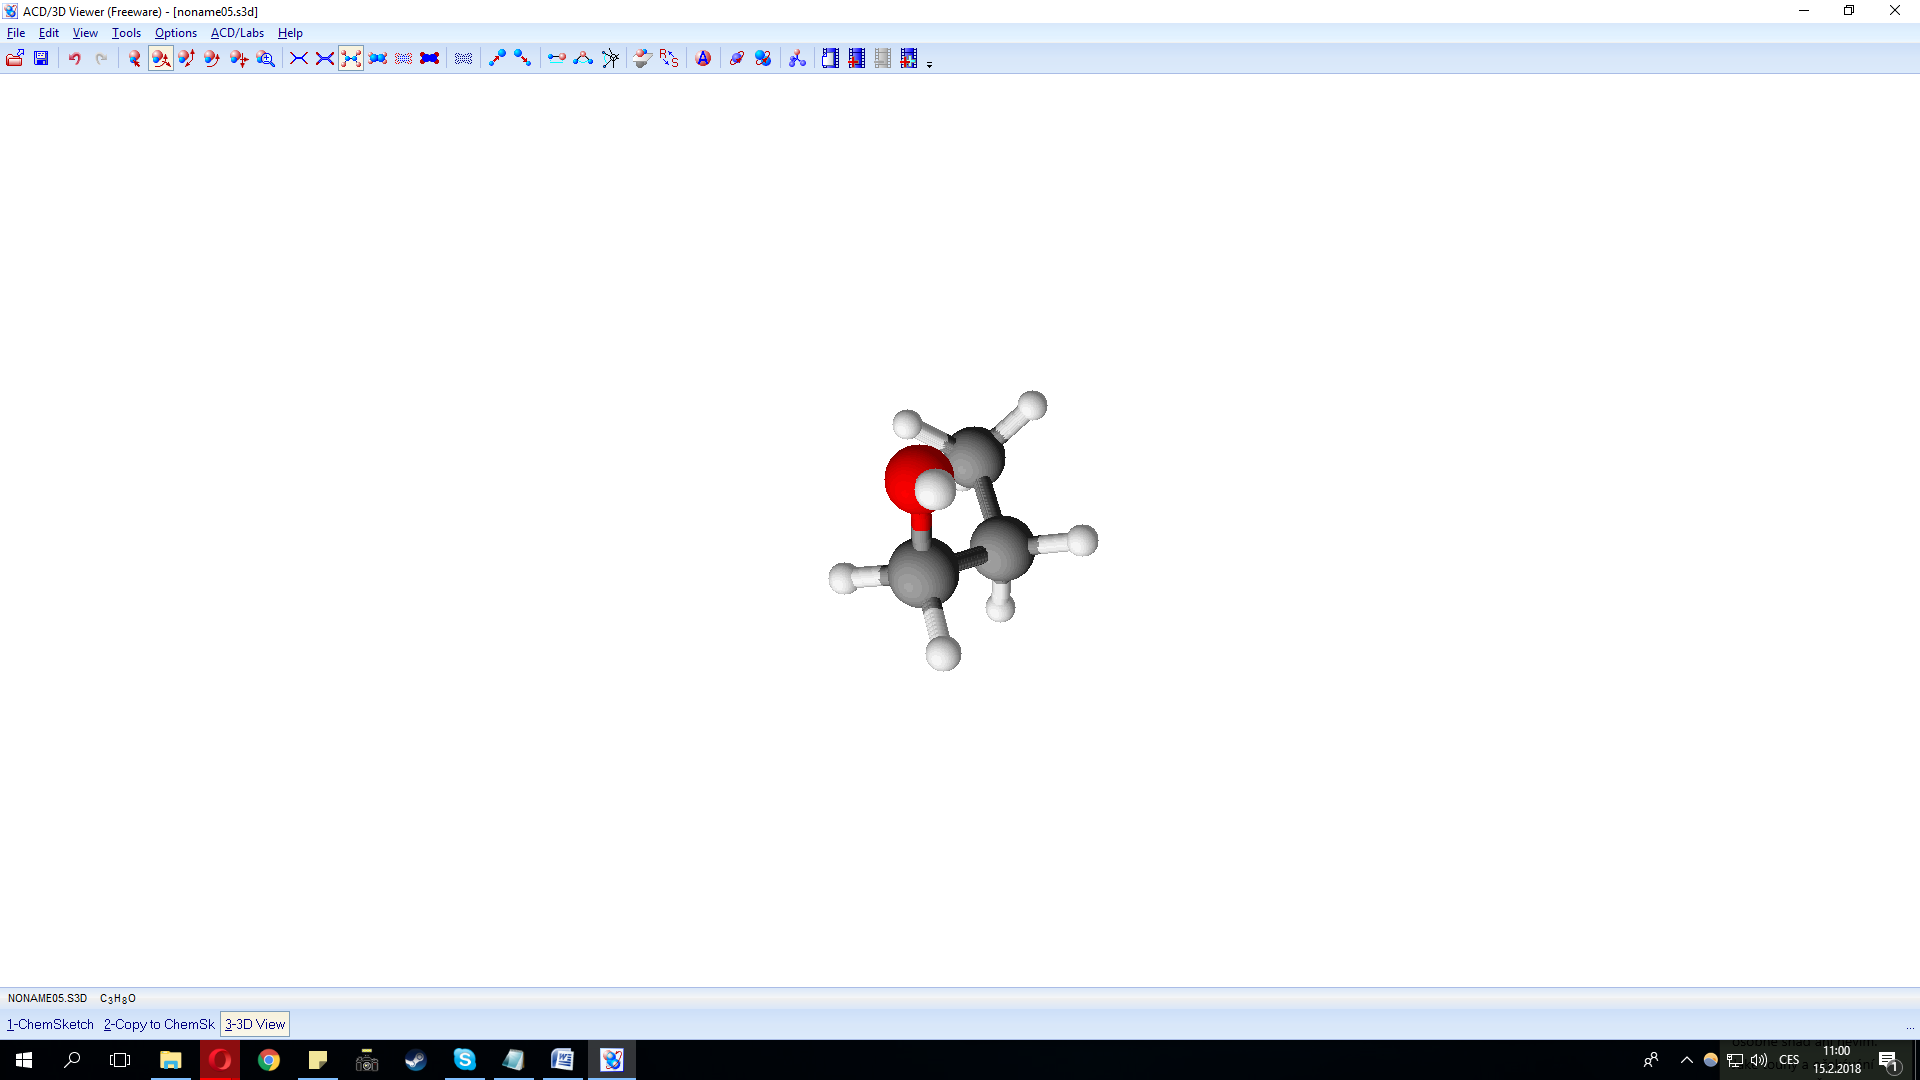 ACD/3D Viewer (Freeware) - [noname05.s3d]
File Edit View Tools Options ACD/Labs Help
NONAME05.S3D C3H8O
1-ChemSketch 2-Copy to ChemSk 3-3D View
...
CES
11:00
15.2.2018
1